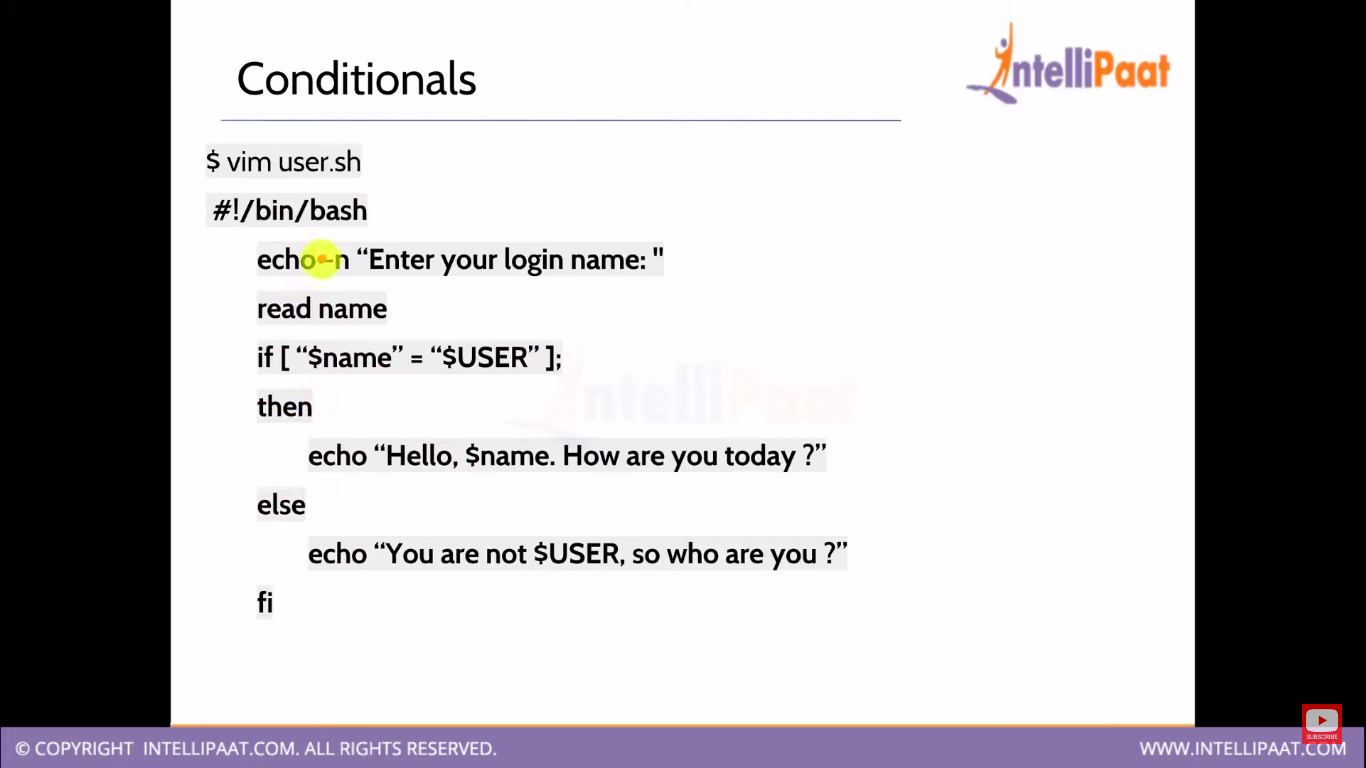 Conditionals
IntelliPaat
$ vim user.sh
#!/bin/bash
echo -n “Enter your login name: "
read name
if [ “$name” = “$USER” ];
then
echo “Hello, $name. How are you today ?”
else
echo “You are not $USER, so who are you ?”
fi
IntelliPaat
© COPYRIGHT INTELLIPAAT.COM. ALL RIGHTS RESERVED.
WWW.INTELLIPAAT.COM
SUBSCRIBE